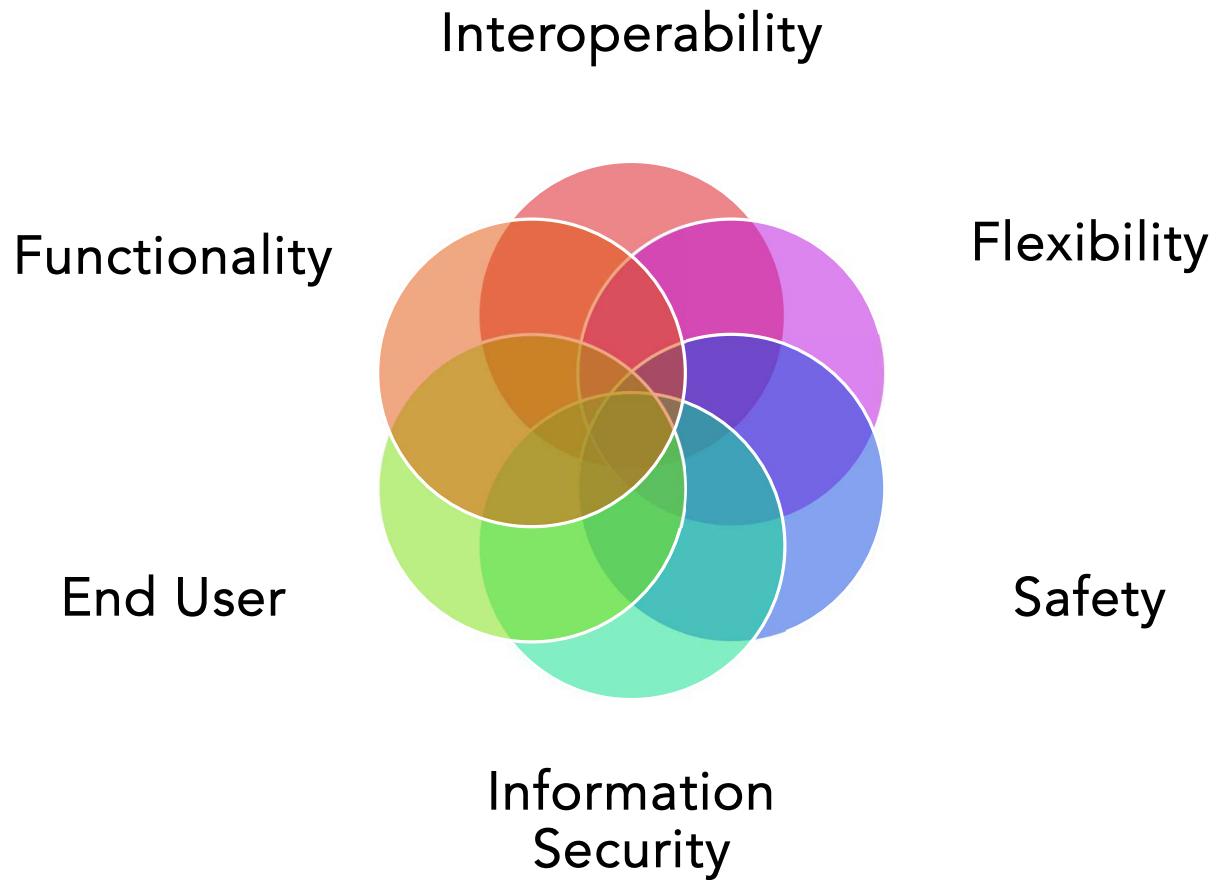 Interoperability
Functionality
Flexibility
End User
Safety
Information
Security